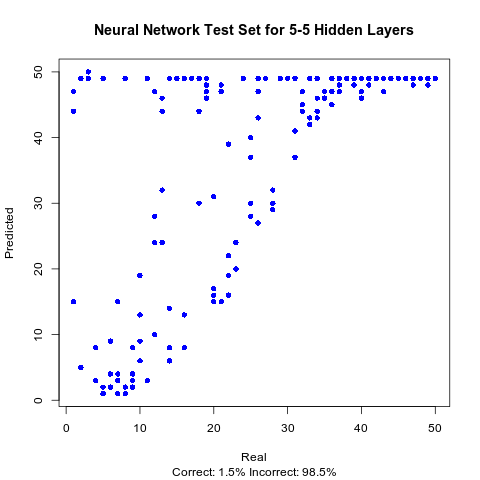 Neural Network Test Set for 5-5 Hidden Layers
Predicted
50
40
30
20
10
0
0 10 20 30 40 50
Real
Correct: 1.5% Incorrect: 98.5%